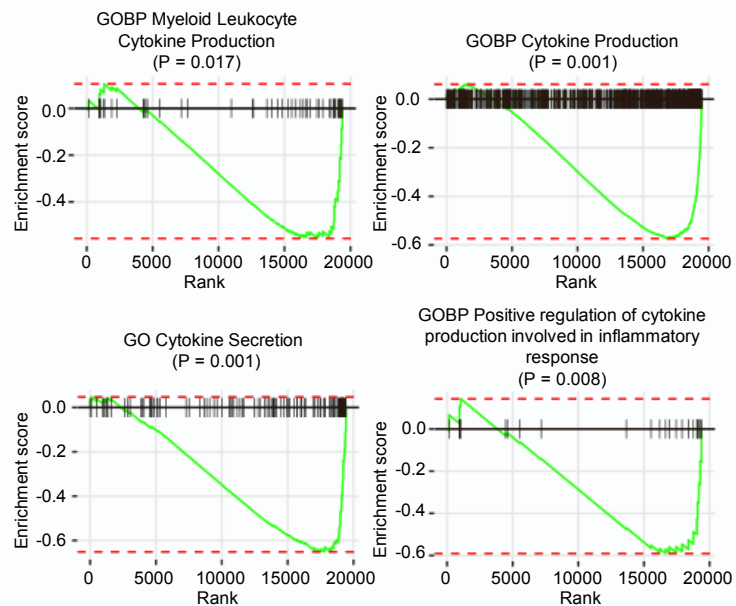 GOBP Myeloid Leukocyte
Cytokine Production
(P = 0.017)
Enrichment score
0.0
-0.2
-0.4
0 5000 10000 15000 20000
Rank
GOBP Cytokine Production
(P = 0.001)
Enrichment score
0.0
-0.2
-0.4
-0.6
0 5000 10000 15000 20000
Rank
GO Cytokine Secretion
(P = 0.001)
Enrichment score
0.0
-0.2
-0.4
-0.6
0 5000 10000 15000 20000
Rank
GOBP Positive regulation of cytokine
production involved in inflammatory
response
(P = 0.008)
Enrichment score
0.0
-0.2
-0.4
-0.6
0 5000 10000 15000 20000
Rank